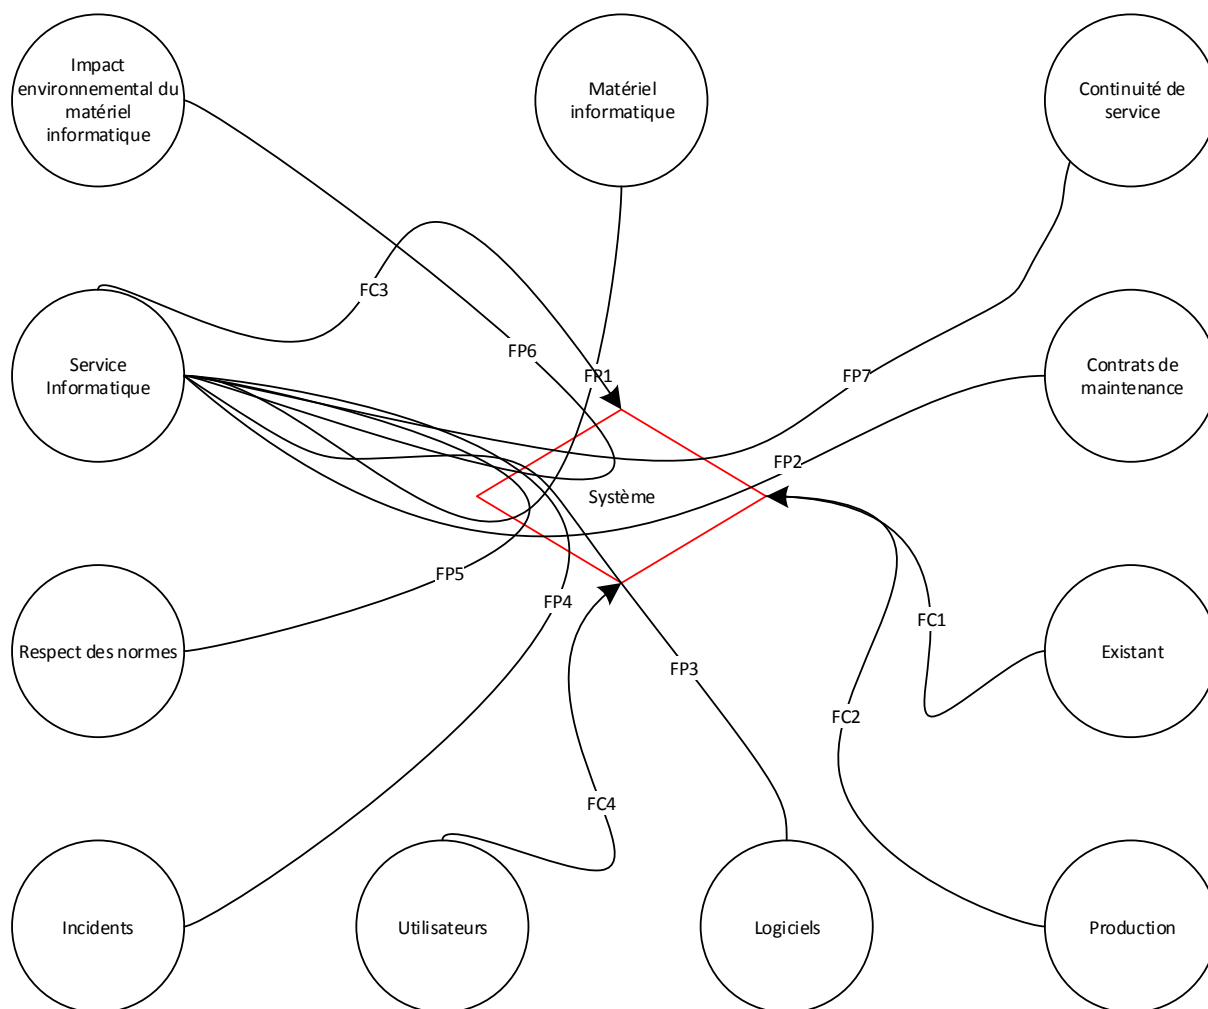 Impact
environnemental du
matériel
informatique
Matériel
informatique
Continuité de
service
FC3
FP6
FP1
FP7
Service
Informatique
Contrats de
maintenance
FP2
Système
FP5
FP4
FC1
Respect des normes
FP3
Existant
FC2
FC4
Incidents
Utilisateurs
Logiciels
Production